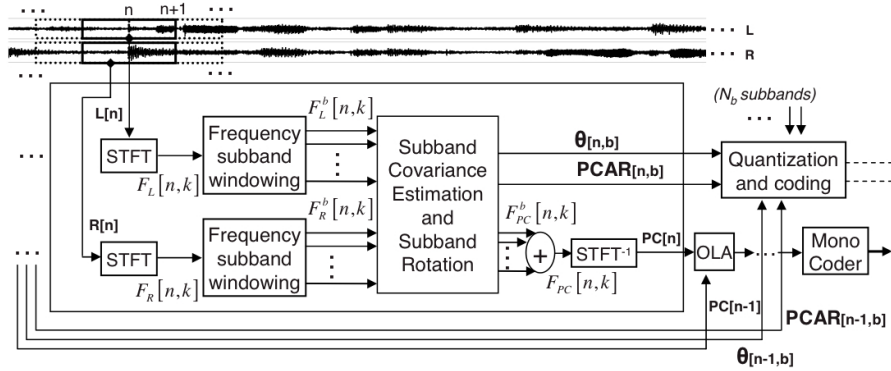 n n+1
L
R
L[n]
(N_b subbands)
F_L^b[n,k]
STFT
F_L[n,k]
Frequency
subband
windowing
Subband
Covariance
Estimation
and
Subband
Rotation
θ[n,b]
PCAR[n,b]
Quantization
and coding
R[n]
STFT
F_R[n,k]
F_R^b[n,k]
Frequency
subband
windowing
F_PC^b[n,k]
+
F_PC[n,k]
STFT^-1
PC[n]
OLA
Mono
Coder
PC[n-1]
PCAR[n-1,b]
θ[n-1,b]